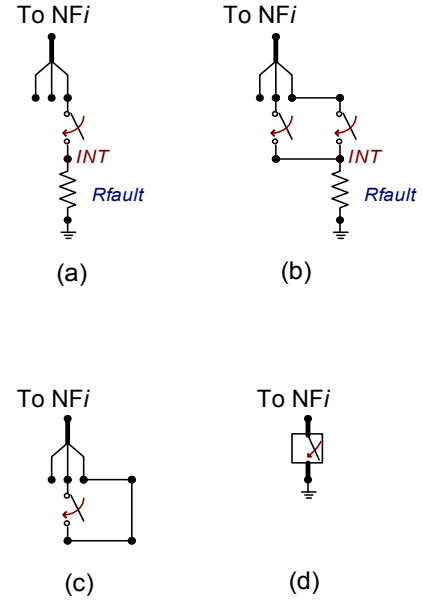 To NFi To NFi
INT INT
Rfault Rfault
(a) (b)
To NFi To NFi
(c) (d)